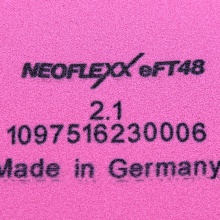 NEOFLEXX eFT48
2.1
1097516230006
Made in Germany